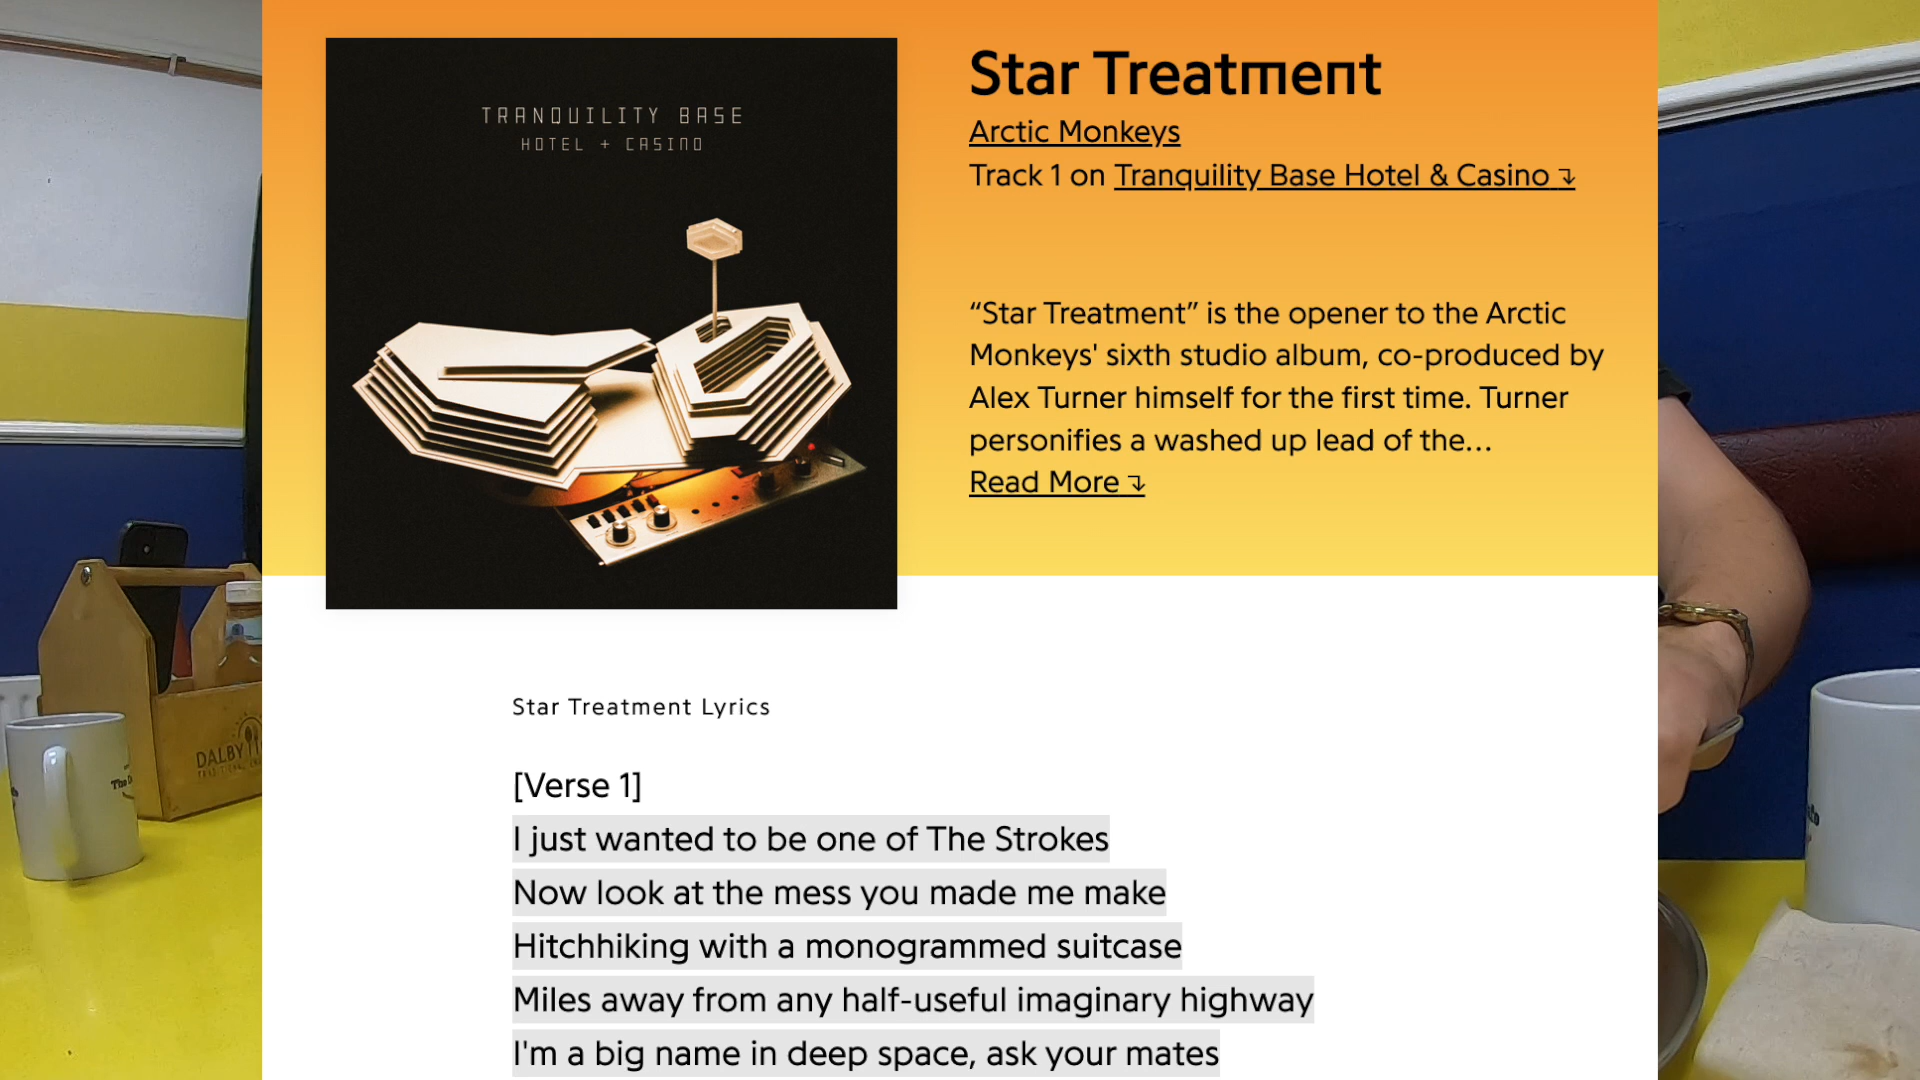 TRANQUILITY BASE
HOTEL + CASINO
Star Treatment
Arctic Monkeys
Track 1 on Tranquility Base Hotel & Casino
“Star Treatment” is the opener to the Arctic
Monkeys' sixth studio album, co-produced by
Alex Turner himself for the first time. Turner
personifies a washed up lead of the...
Read More
Star Treatment Lyrics
[Verse 1]
I just wanted to be one of The Strokes
Now look at the mess you made me make
Hitchhiking with a monogrammed suitcase
Miles away from any half-useful imaginary highway
I'm a big name in deep space, ask your mates
DALBY